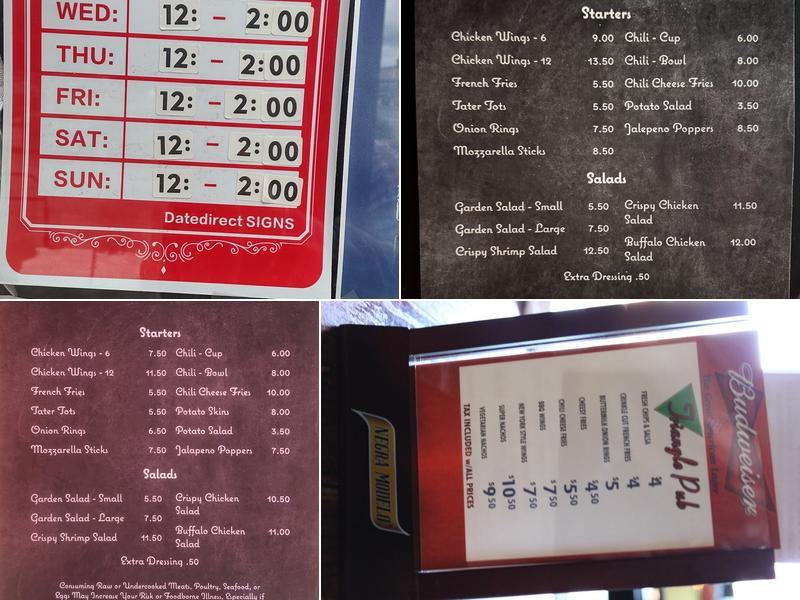 WED: 12: – 2:00
THU: 12: – 2:00
FRI: 12: – 2:00
SAT: 12: – 2:00
SUN: 12: – 2:00
Datedirect SIGNS
Starters
Chicken Wings - 6 9.00 Chili - Cup 6.00
Chicken Wings - 12 13.50 Chili - Bowl 8.00
French Fries 5.50 Chili Cheese Fries 10.00
Tater Tots 5.50 Potato Salad 3.50
Onion Rings 7.50 Jalepeno Poppers 8.50
Mozzarella Sticks 8.50
Salads
Garden Salad - Small 5.50 Crispy Chicken 11.50
Salad
Garden Salad - Large 7.50
Crispy Shrimp Salad 12.50 Buffalo Chicken 12.00
Salad
Extra Dressing .50
Starters
Chicken Wings - 6 7.50 Chili - Cup 6.00
Chicken Wings - 12 11.50 Chili - Bowl 8.00
French Fries 5.50 Chili Cheese Fries 10.00
Tater Tots 5.50 Potato Skins 8.00
Onion Rings 6.50 Potato Salad 3.50
Mozzarella Sticks 7.50 Jalapeno Poppers 7.50
Salads
Garden Salad - Small 5.50 Crispy Chicken 10.50
Salad
Garden Salad - Large 7.50
Crispy Shrimp Salad 11.50 Buffalo Chicken 11.00
Salad
Extra Dressing .50
Consuming Raw or Undercooked Meats, Poultry, Seafood, or
Eggs May Increase Your Risk or Foodborne Illness, Especially if
Budweiser
The Great American Lager
Triangle Pub
FRESH CHIPS & SALSA $4
CRINKLE CUT FRENCH FRIES $4
BUTTERMILK ONION RINGS $5
CHEESY FRIES $4.50
CHILI CHEESE FRIES $5.50
BBQ WINGS $7.50
NEW YORK STYLE WINGS $7.50
SUPER NACHOS $10.50
VEGETARIAN NACHOS $9.50
TAX INCLUDED W/ALL PRICES
NEGRA MODELO